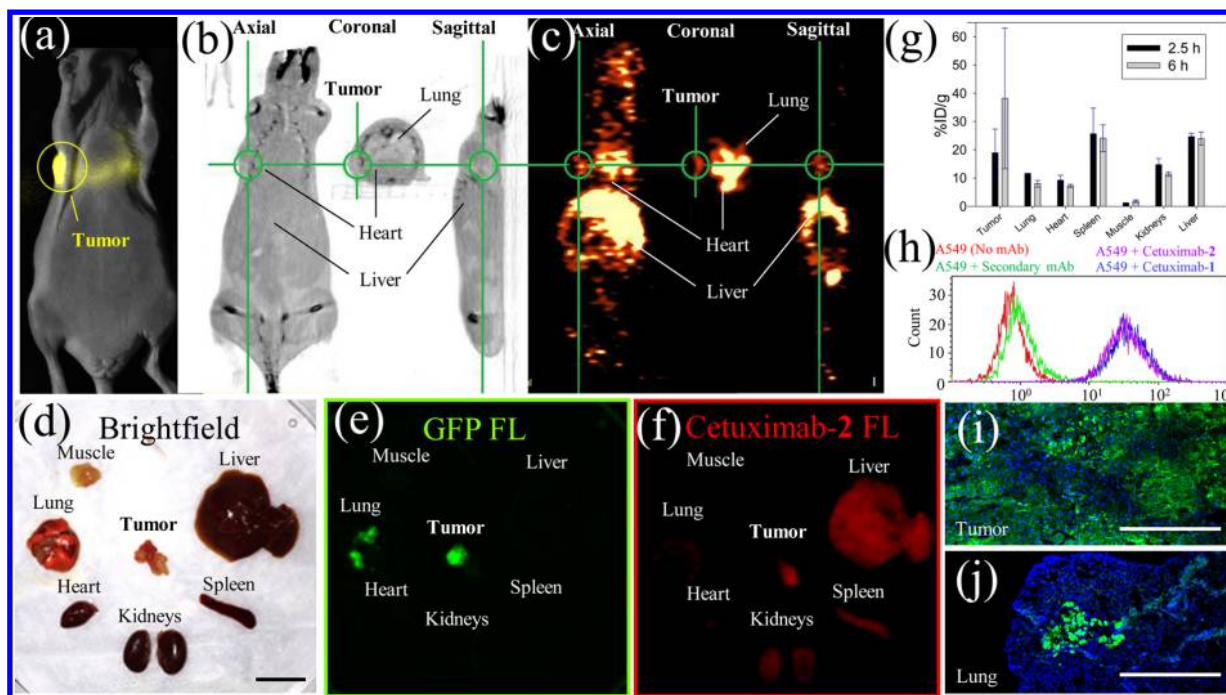 (a)
Tumor
(b)
Axial
Coronal
Sagittal
Tumor
Lung
Heart
Liver
(c)
Axial
Coronal
Sagittal
Tumor
Lung
Heart
Liver
(g)
%ID/g
60
50
40
30
20
10
0
2.5 h
6 h
Tumor
Lung
Heart
Spleen
Muscle
Kidneys
Liver
(h)
A549 (No mAb)
A549 + Cetuximab-2
A549 + Secondary mAb
A549 + Cetuximab-1
Count
30
20
10
0
10⁰
10¹
10²
(d)
Brightfield
Muscle
Liver
Lung
Tumor
Heart
Spleen
Kidneys
(e)
GFP FL
Muscle
Liver
Lung
Tumor
Heart
Spleen
Kidneys
(f)
Cetuximab-2 FL
Muscle
Liver
Lung
Tumor
Heart
Spleen
Kidneys
(i)
Tumor
(j)
Lung